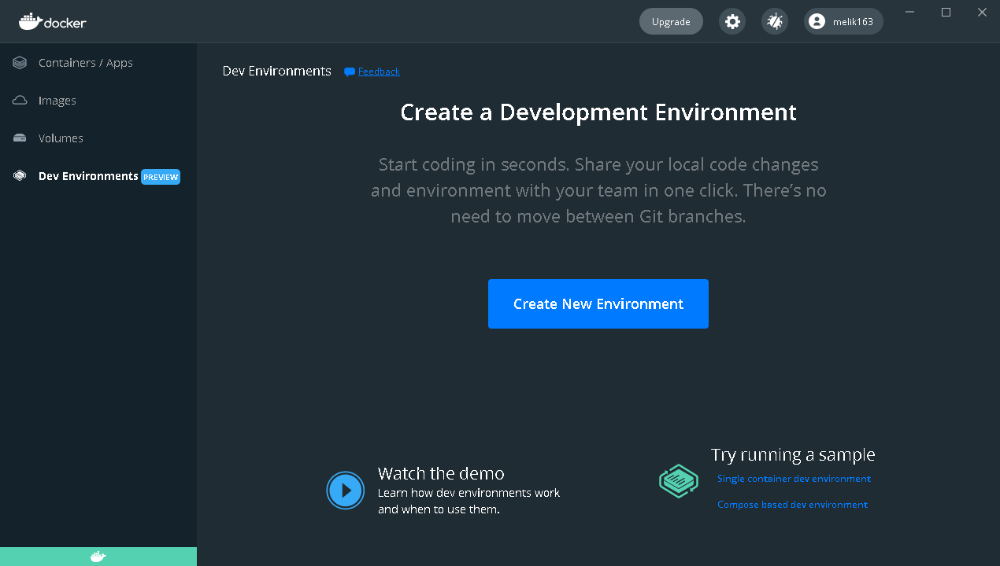 docker
Upgrade
melik163
Containers / Apps
Images
Volumes
Dev Environments PREVIEW
Dev Environments
Feedback
Create a Development Environment
Start coding in seconds. Share your local code changes
and environment with your team in one click. There’s no
need to move between Git branches.
Create New Environment
Watch the demo
Learn how dev environments work
and when to use them.
Try running a sample
Single container dev environment
Compose based dev environment